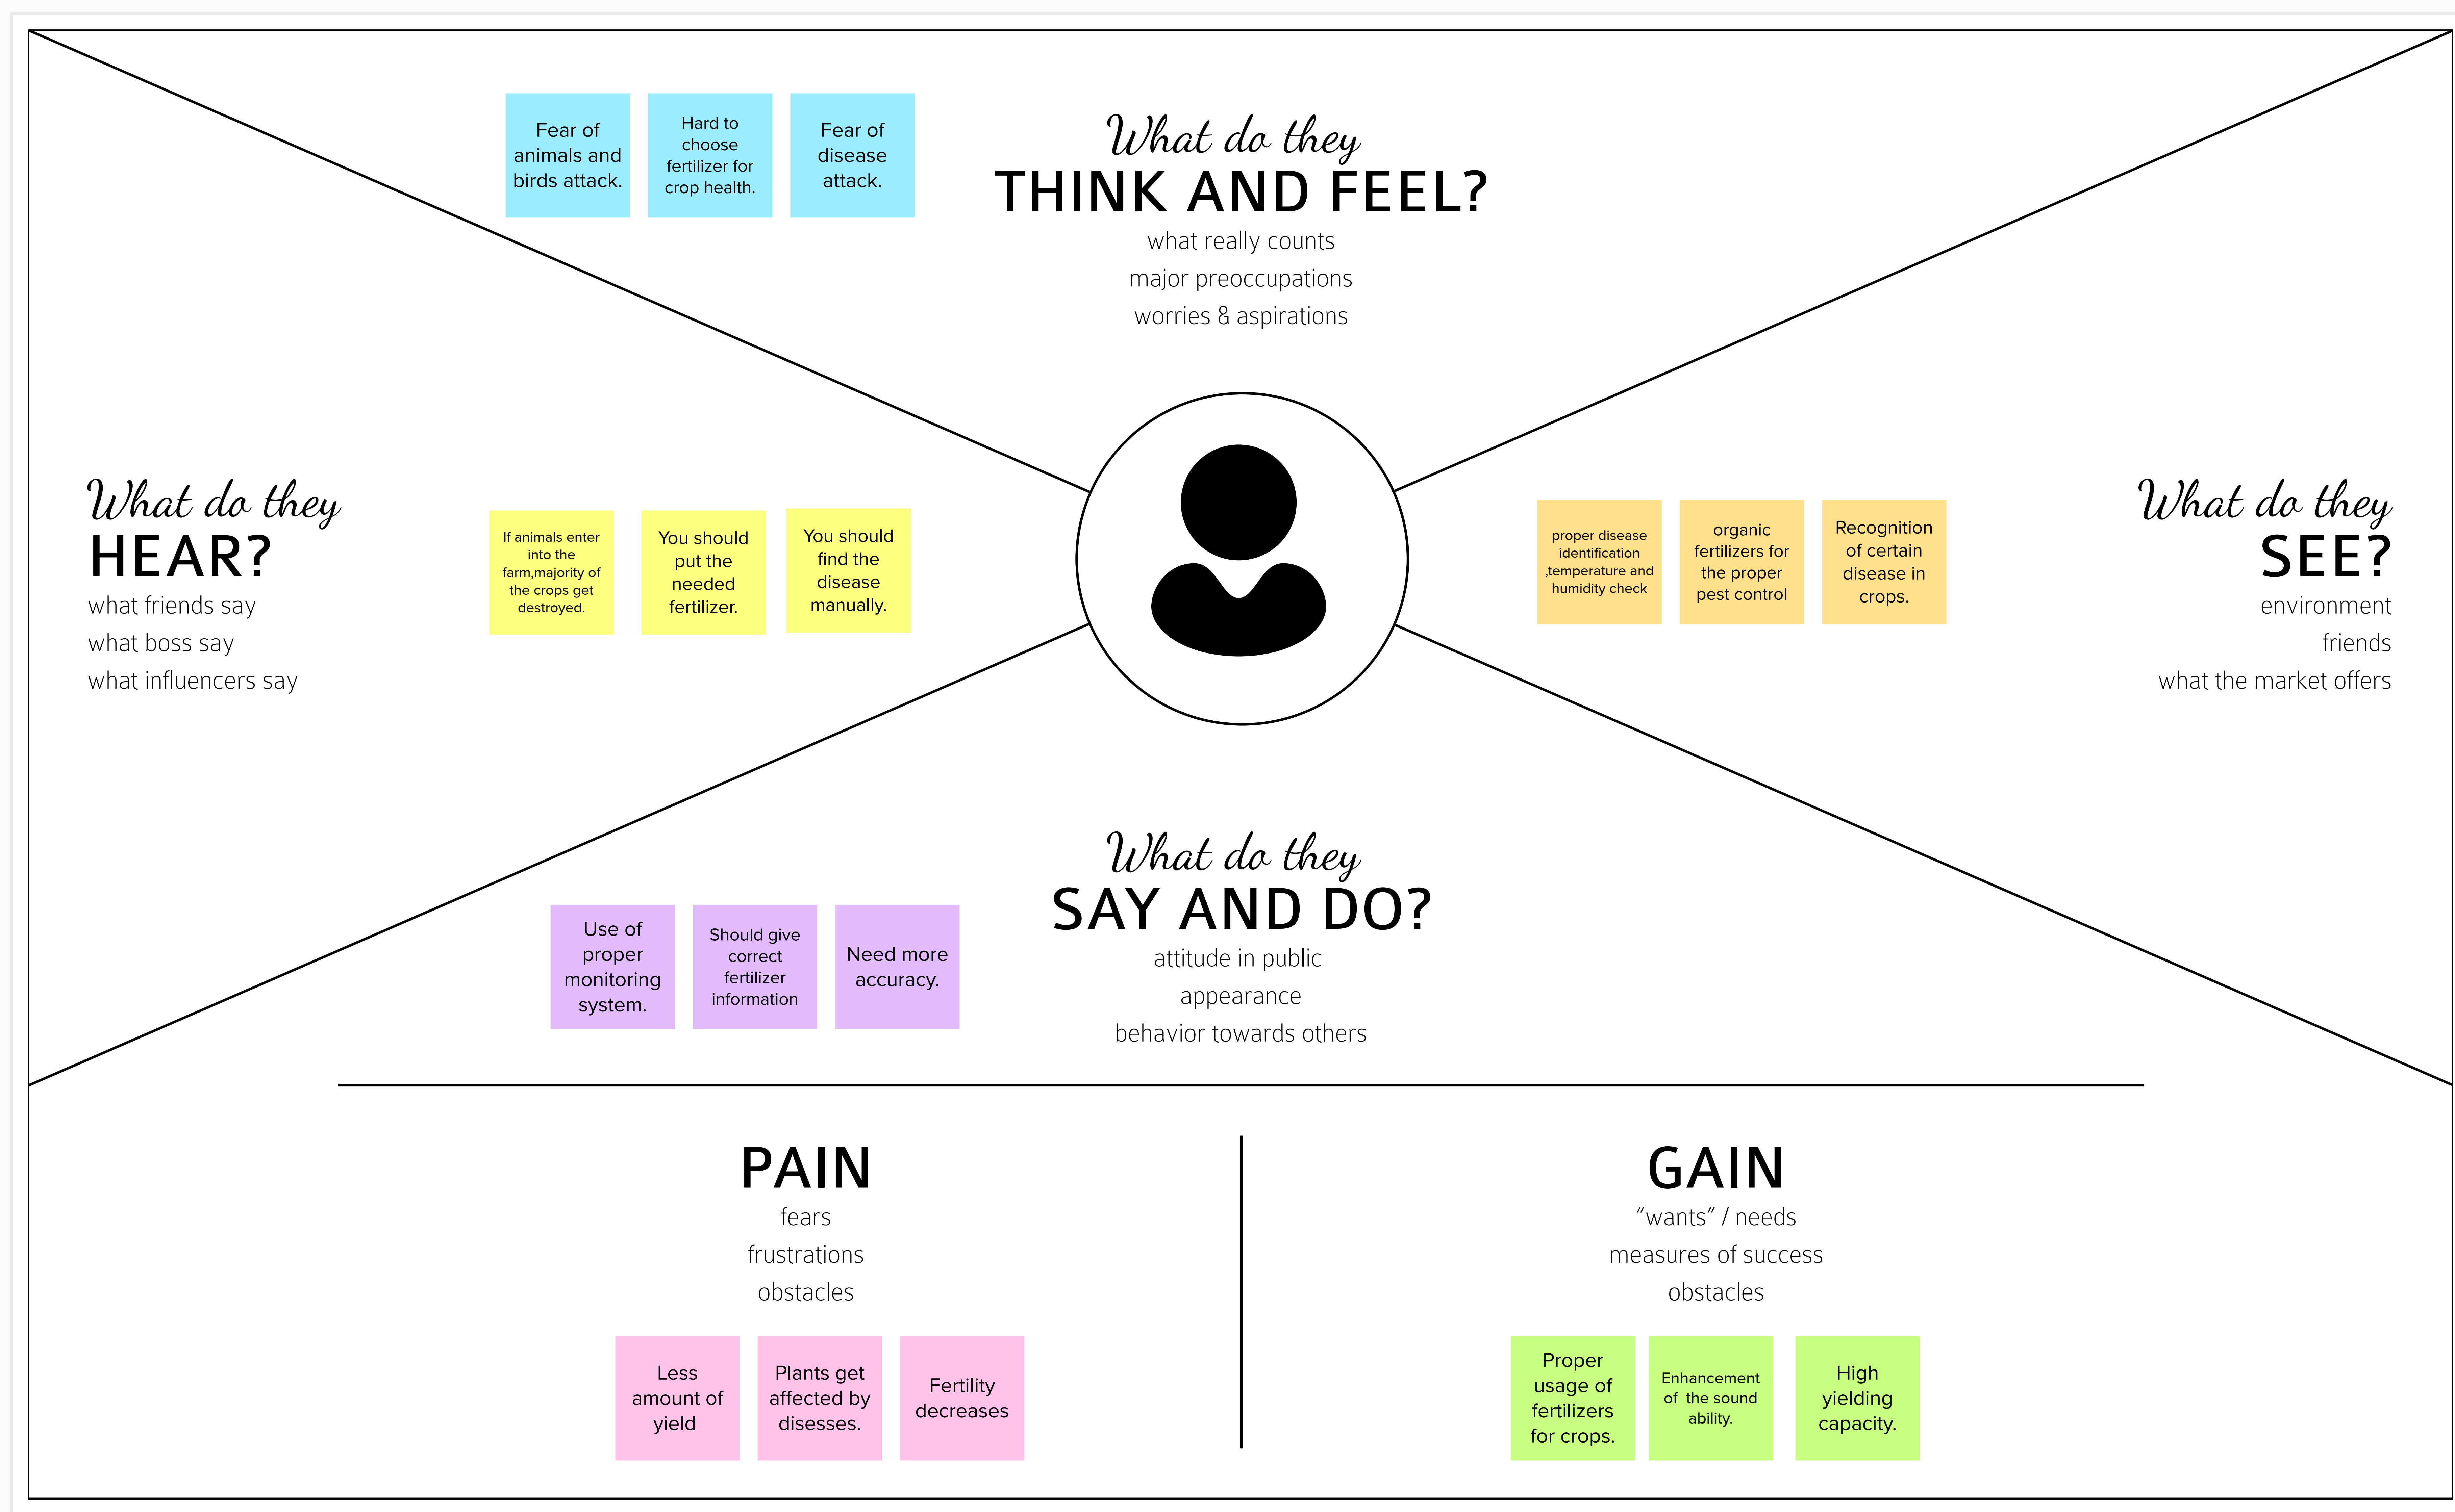 Fear of
animals and
birds attack.
Hard to
choose
fertilizer for
crop health.
Fear of
disease
attack.
What do they
THINK AND FEEL?
what really counts
major preoccupations
worries & aspirations
What do they
HEAR?
what friends say
what boss say
what influencers say
If animals enter
into the
farm,majority of
the crops get
destroyed.
You should
put the
needed
fertilizer.
You should
find the
disease
manually.
proper disease
identification
,temperature and
humidity check
organic
fertilizers for
the proper
pest control
Recognition
of certain
disease in
crops.
What do they
SEE?
environment
friends
what the market offers
What do they
SAY AND DO?
attitude in public
appearance
behavior towards others
Use of
proper
monitoring
system.
Should give
correct
fertilizer
information
Need more
accuracy.
PAIN
fears
frustrations
obstacles
Less
amount of
yield
Plants get
affected by
disesses.
Fertility
decreases
GAIN
“wants” / needs
measures of success
obstacles
Proper
usage of
fertilizers
for crops.
Enhancement
of the sound
ability.
High
yielding
capacity.